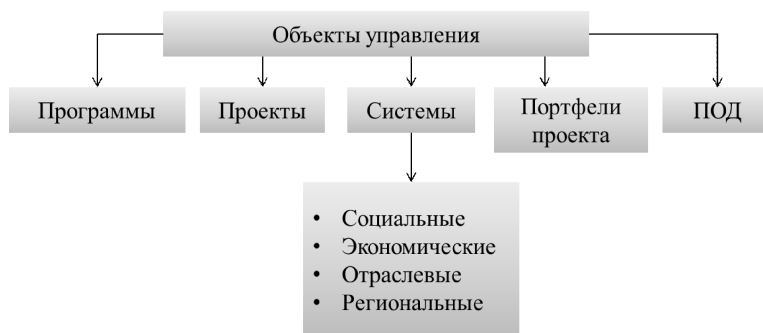 Объекты управления
Программы
Проекты
Системы
Портфели
проекта
ПОД
• Социальные
• Экономические
• Отраслевые
• Региональные